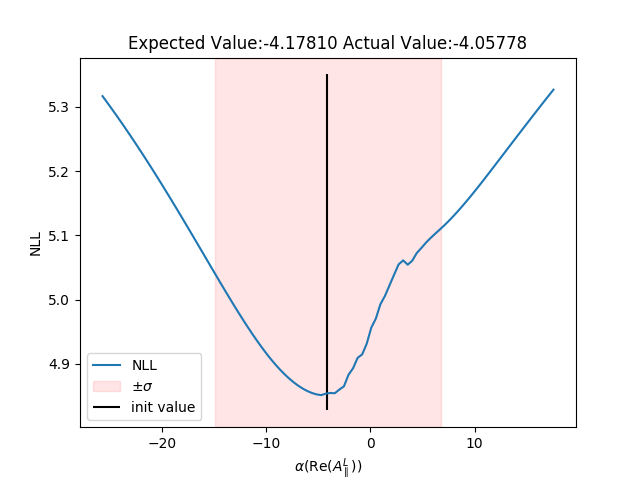 Expected Value:-4.17810 Actual Value:-4.05778
NLL
5.3
5.2
5.1
5.0
4.9
NLL
±σ
init value
−20 −10 0 10
α(Re(A^L_∥))